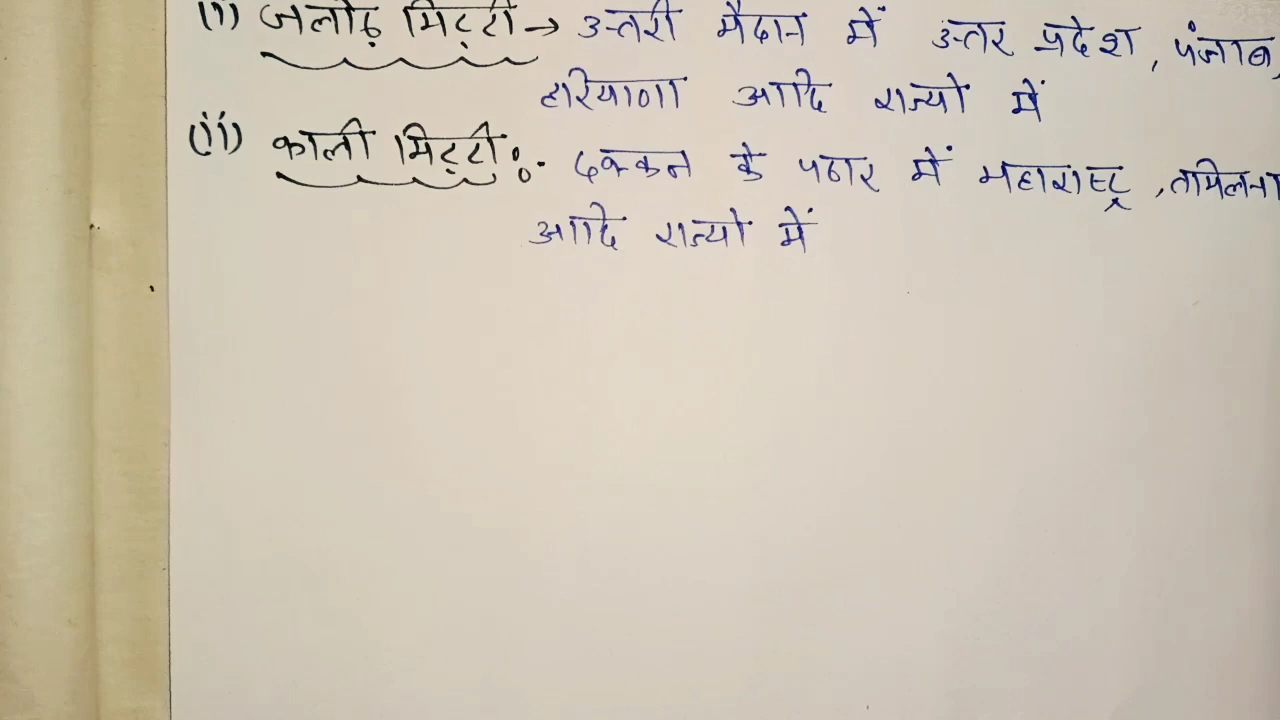 (i) जलोढ़ मिट्टी → उत्तरी मैदान में उत्तर प्रदेश, पंजाब,
हरियाणा आदि राज्यो में
(ii) काली मिट्टी :- दक्कन के पठार में महाराष्ट्र, तमिलना
आदि राज्यो में